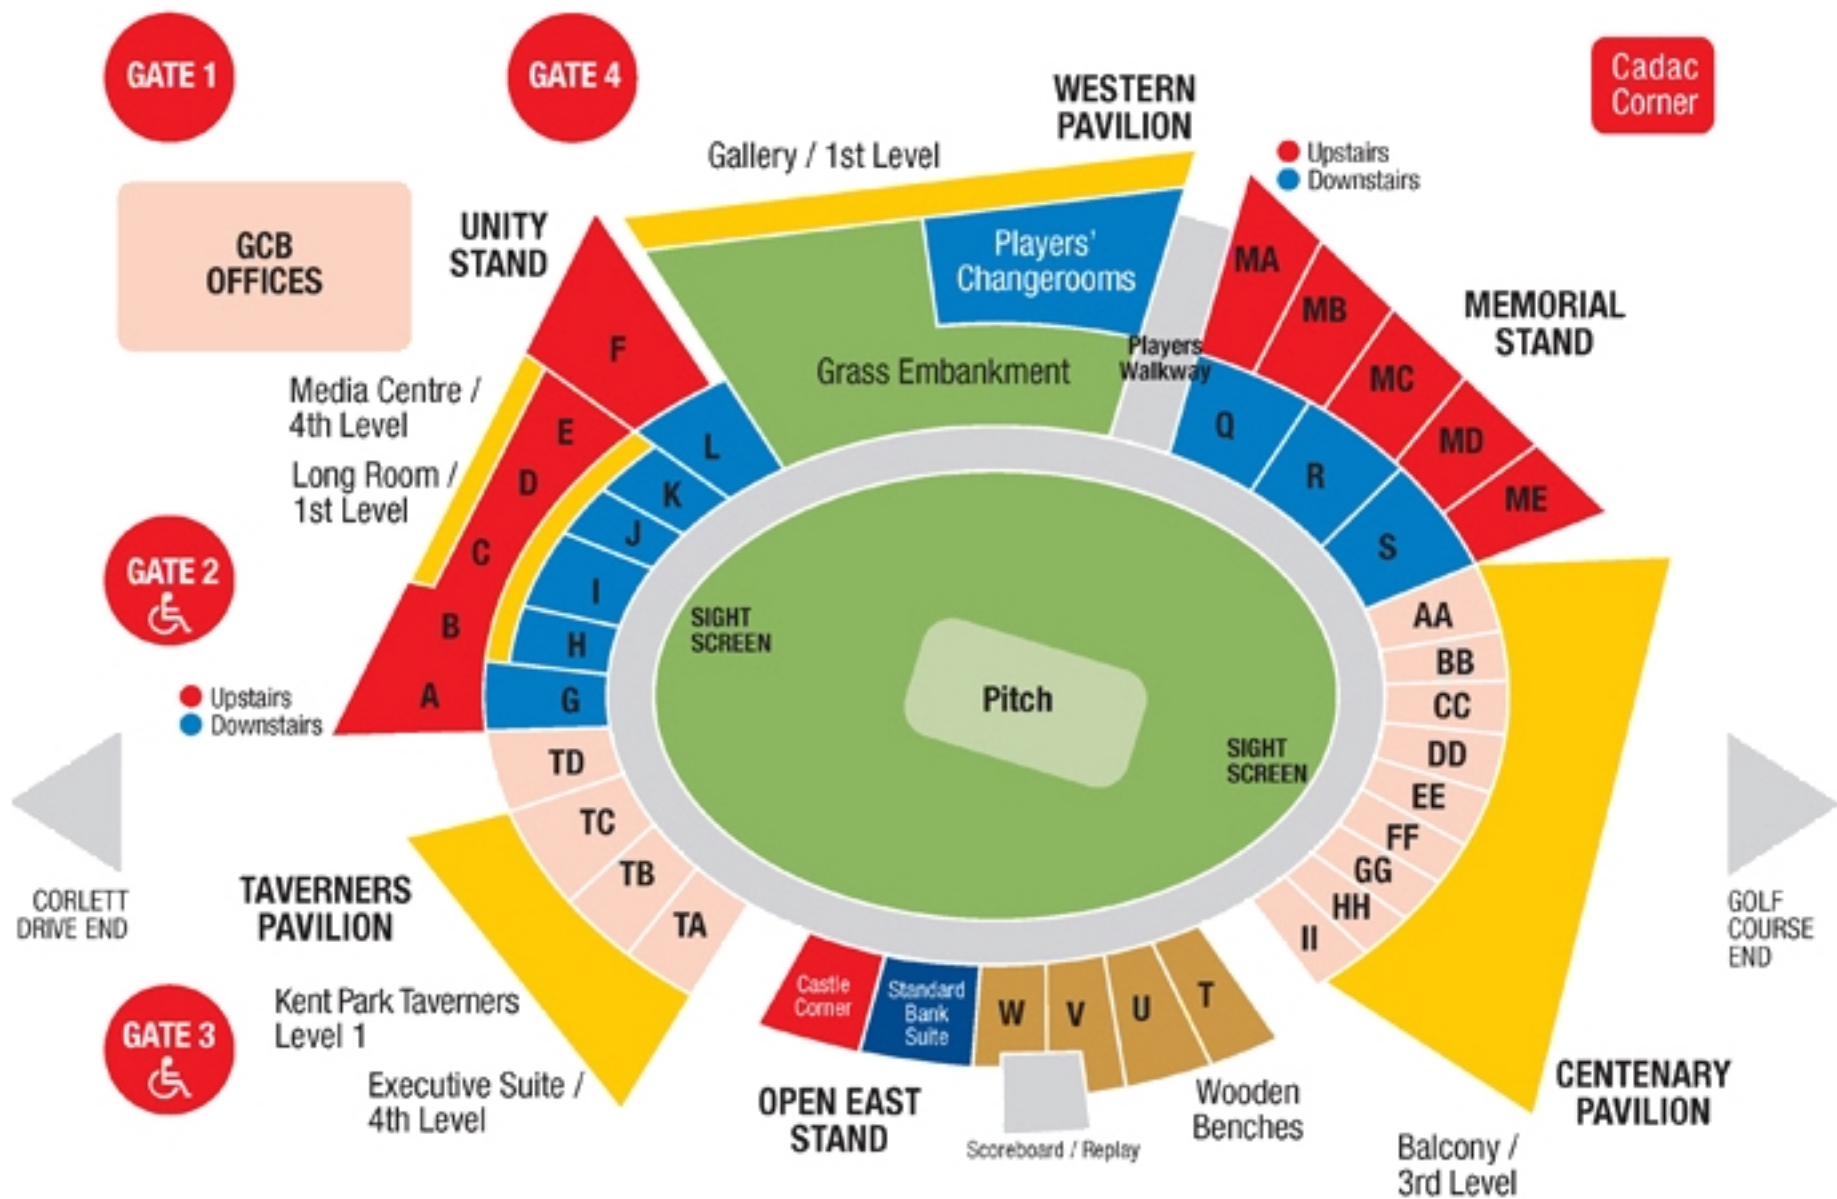 GATE 1
GATE 4
Cadac
Corner
WESTERN
PAVILION
Gallery / 1st Level
Upstairs
Downstairs
GCB
OFFICES
UNITY
STAND
Players'
Changerooms
MA
MB
MC
MD
ME
MEMORIAL
STAND
Players
Walkway
Grass Embankment
F
E
D
C
B
A
Media Centre /
4th Level
Long Room /
1st Level
L
K
J
I
H
G
Q
R
S
GATE 2
Upstairs
Downstairs
SIGHT
SCREEN
Pitch
SIGHT
SCREEN
AA
BB
CC
DD
EE
FF
GG
HH
II
TD
TC
TB
TA
CORLETT
DRIVE END
TAVERNERS
PAVILION
GOLF
COURSE
END
GATE 3
Kent Park Taverners
Level 1
Executive Suite /
4th Level
Castle
Corner
Standard
Bank
Suite
W
V
U
T
OPEN EAST
STAND
Scoreboard / Replay
Wooden
Benches
CENTENARY
PAVILION
Balcony /
3rd Level